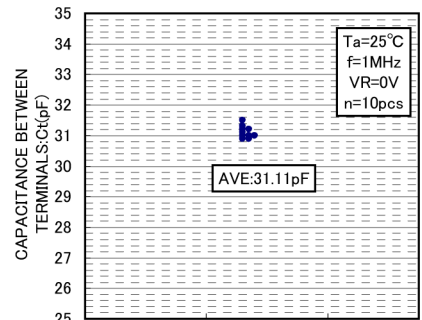 35
34
33
32
31
30
29
28
27
26
25
CAPACITANCE BETWEEN
TERMINALS:Ct(pF)
Ta=25℃
f=1MHz
VR=0V
n=10pcs
AVE:31.11pF